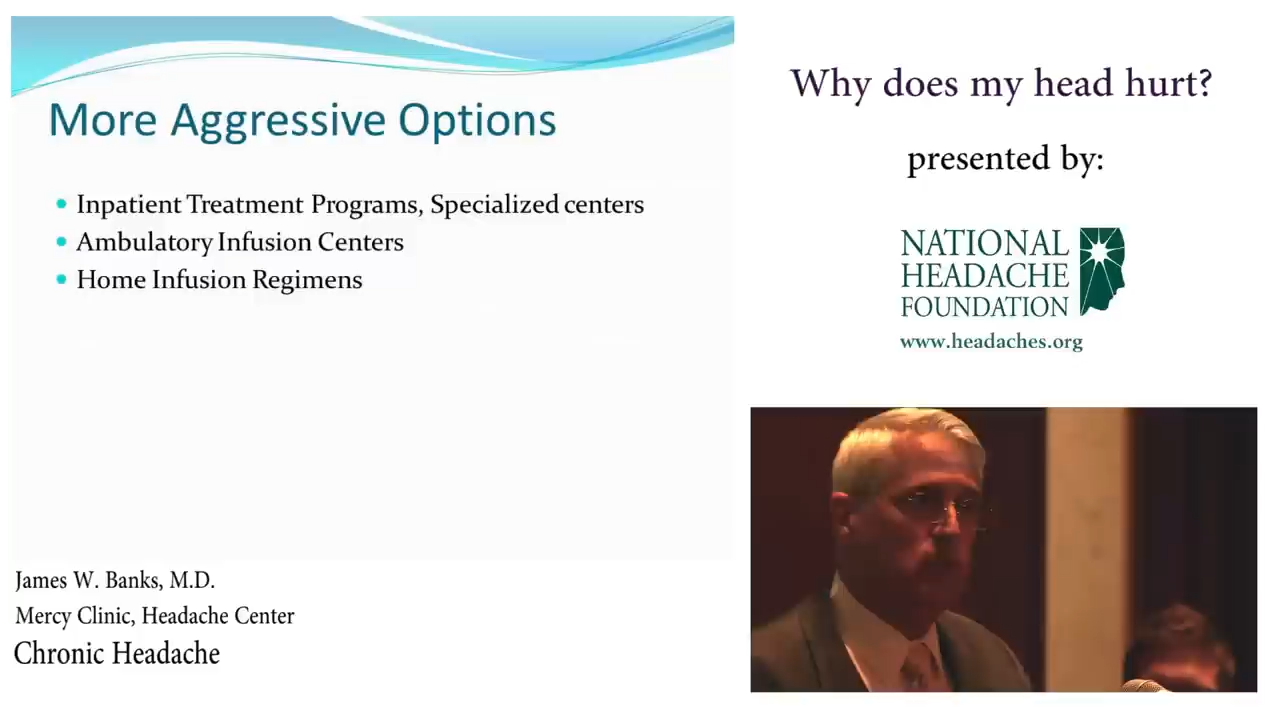 More Aggressive Options
Inpatient Treatment Programs, Specialized centers
Ambulatory Infusion Centers
Home Infusion Regimens
James W. Banks, M.D.
Mercy Clinic, Headache Center
Chronic Headache
Why does my head hurt?
presented by:
NATIONAL
HEADACHE
FOUNDATION
www.headaches.org